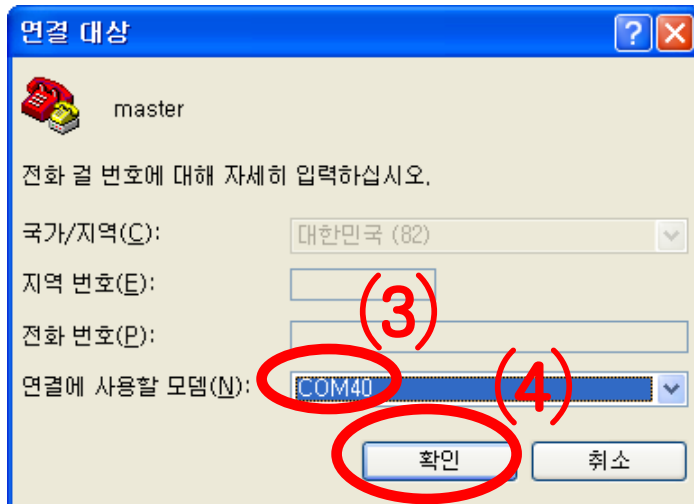 연결 대상
master
전화 걸 번호에 대해 자세히 입력하십시오.
국가/지역(C): 대한민국 (82)
지역 번호(E):
(3)
전화 번호(P):
연결에 사용할 모뎀(N): COM40
(4)
확인 취소